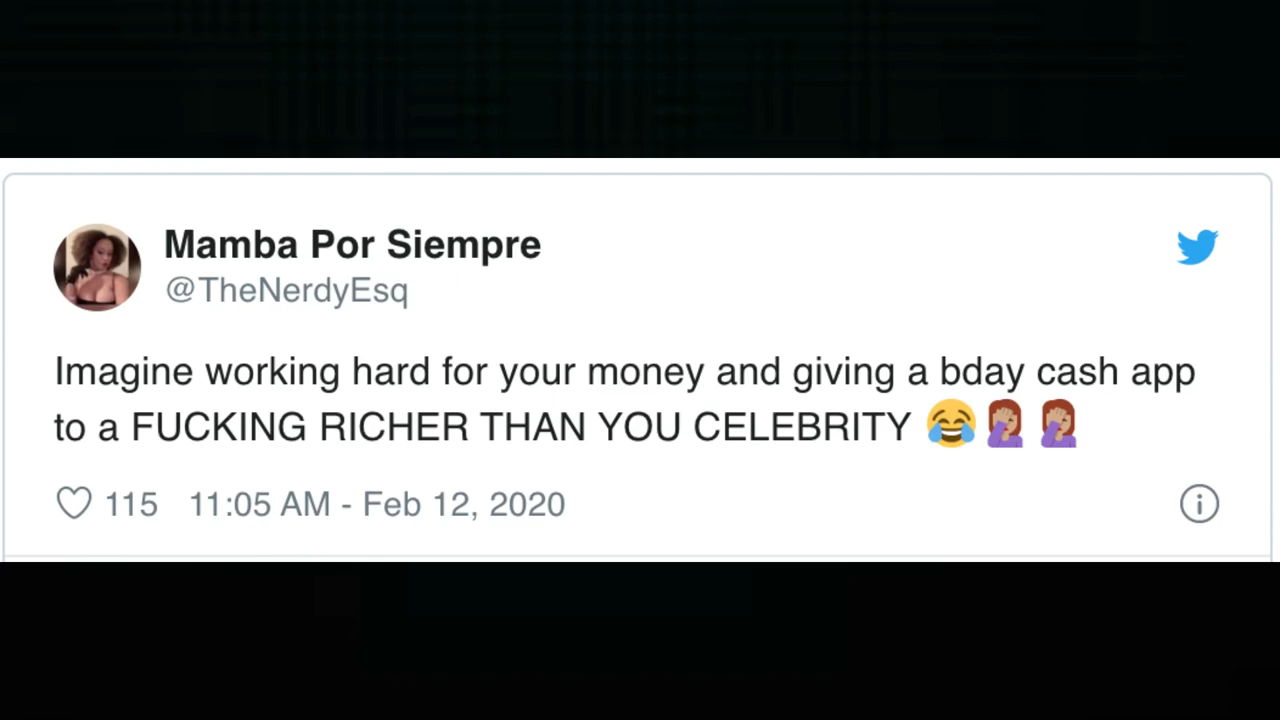 Mamba Por Siempre
@TheNerdyEsq
Imagine working hard for your money and giving a bday cash app
to a FUCKING RICHER THAN YOU CELEBRITY 😂🤦🏽‍♀️🤦🏽‍♀️
115 11:05 AM - Feb 12, 2020